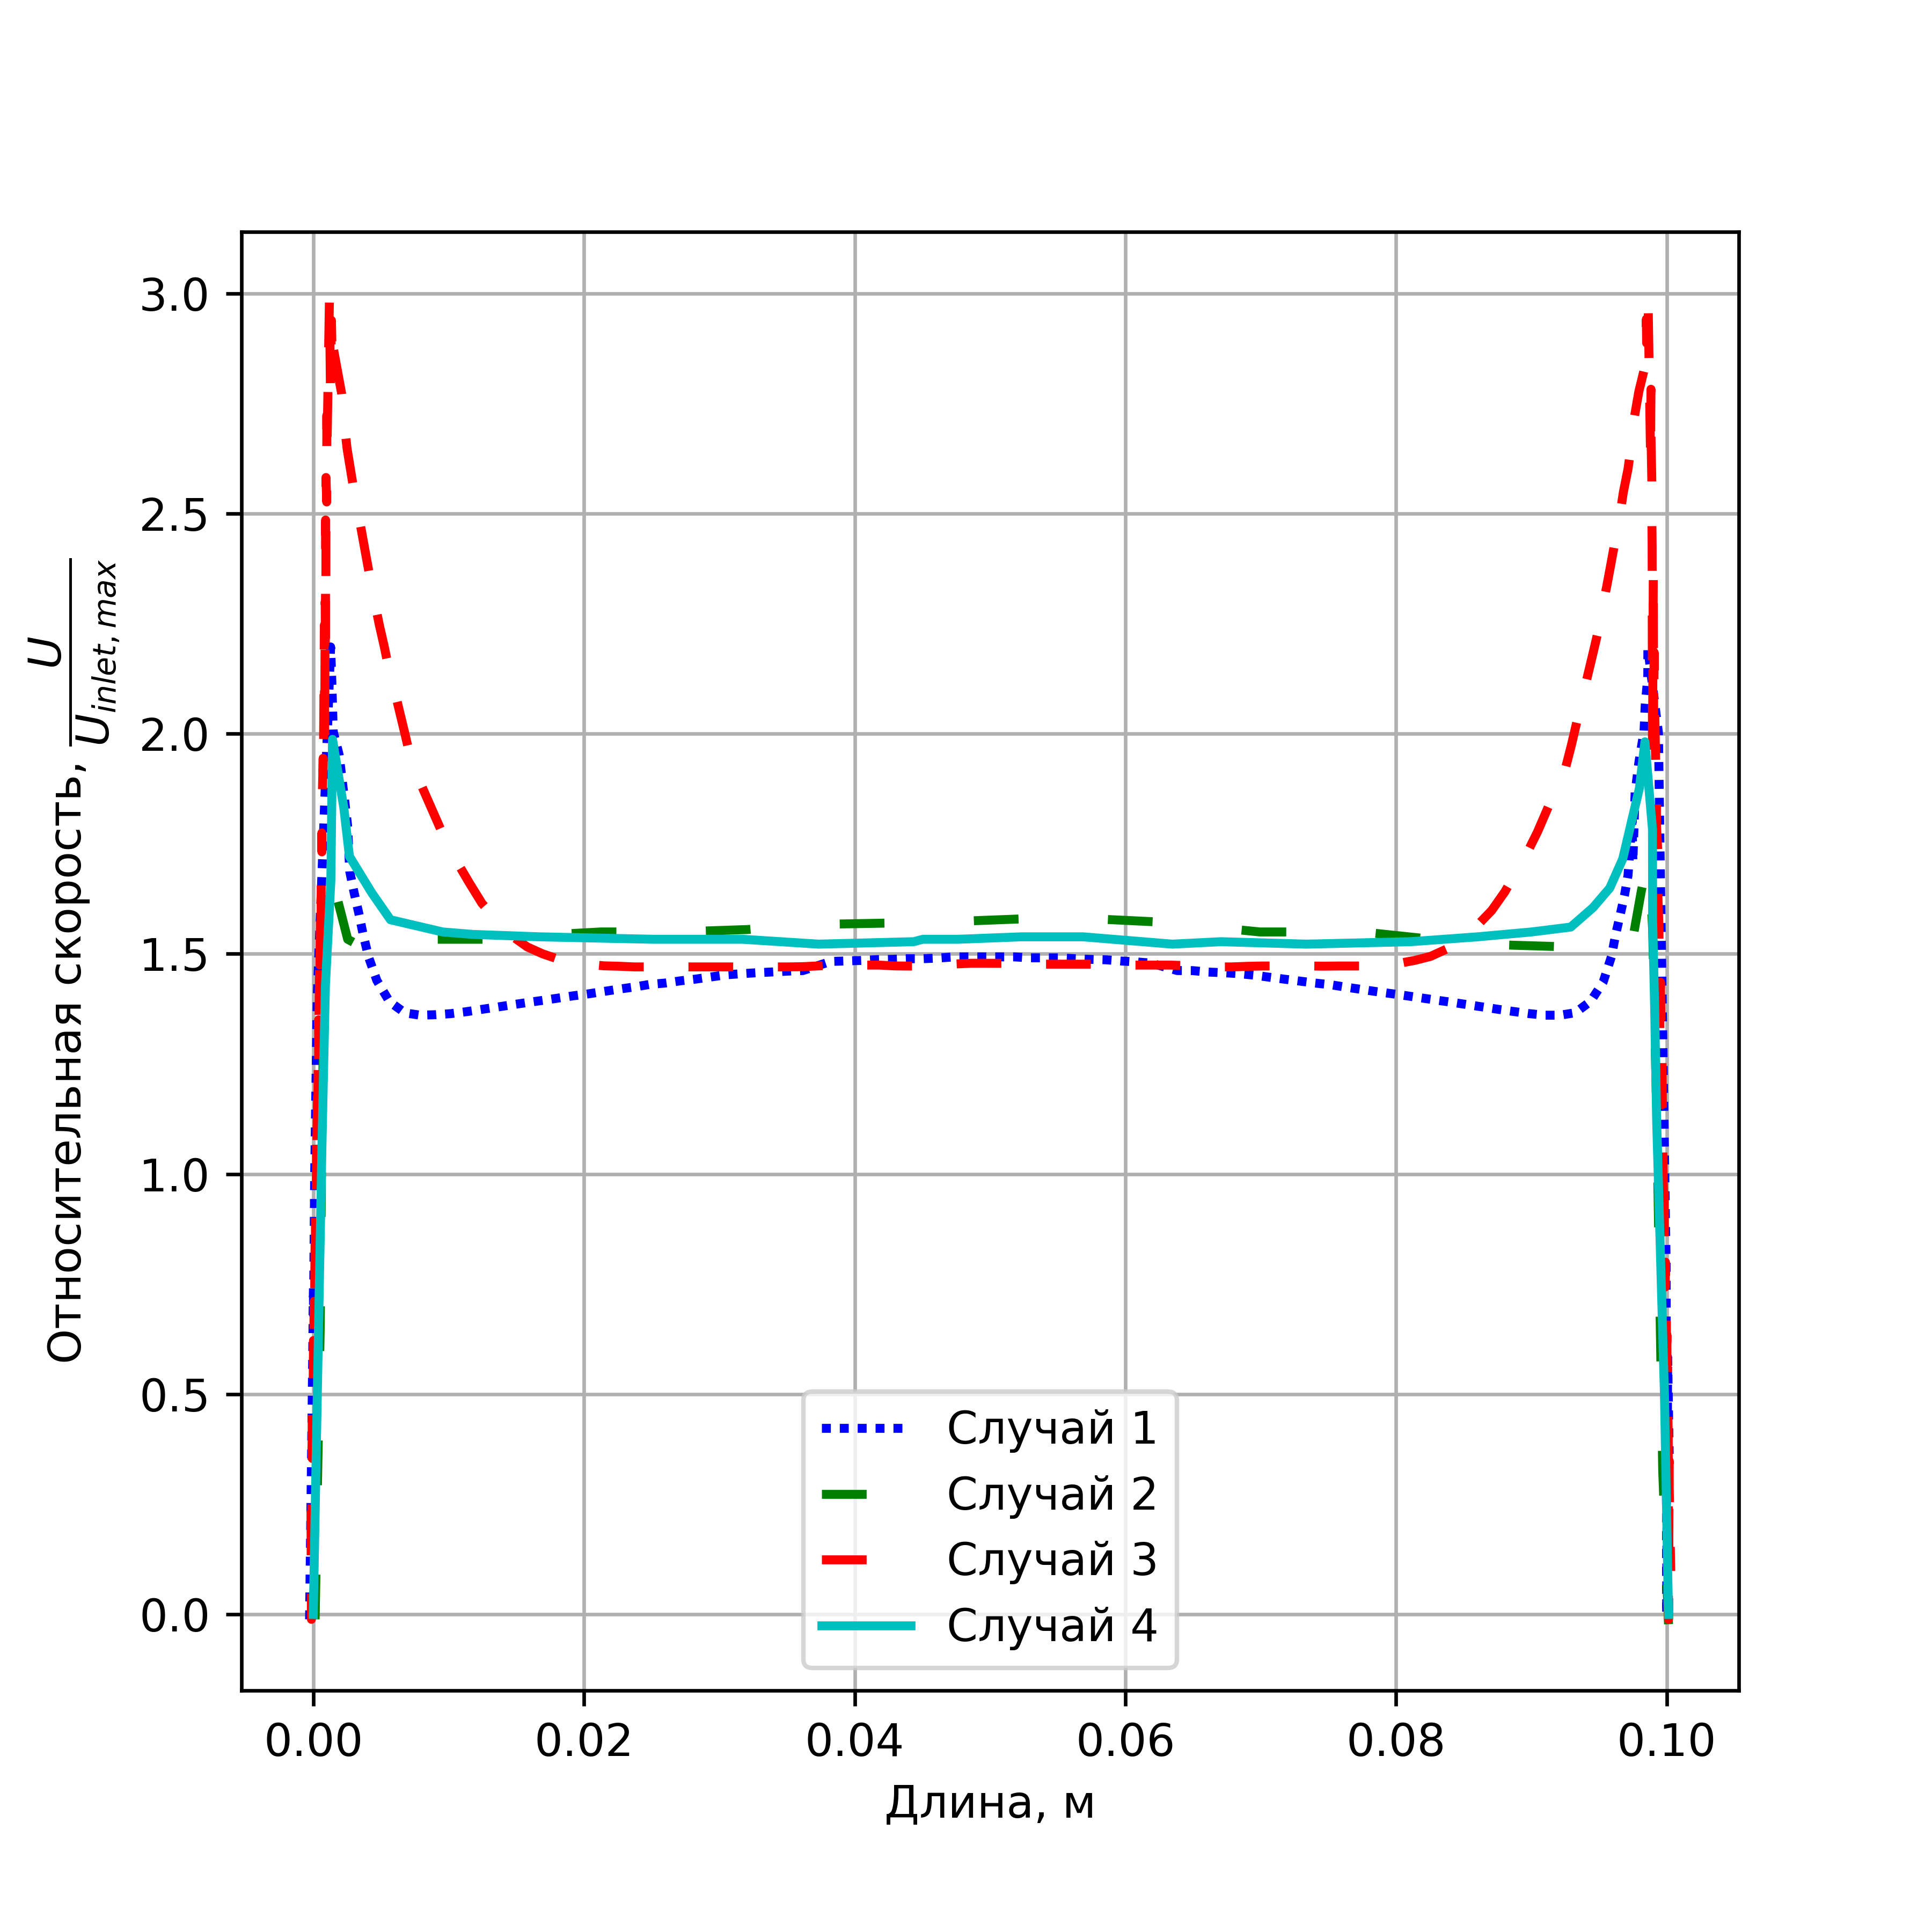 3.0
2.5
2.0
1.5
1.0
0.5
0.0
Относительная скорость, U / U_inlet,max
0.00 0.02 0.04 0.06 0.08 0.10
Длина, м
Случай 1
Случай 2
Случай 3
Случай 4